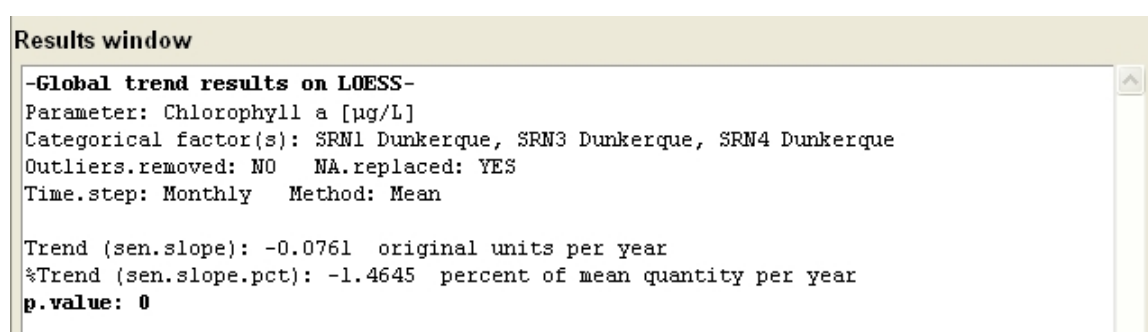 Results window
-Global trend results on LOESS-
Parameter: Chlorophyll a [µg/L]
Categorical factor(s): SRN1 Dunkerque, SRN3 Dunkerque, SRN4 Dunkerque
Outliers.removed: NO   NA.replaced: YES
Time.step: Monthly   Method: Mean
Trend (sen.slope): -0.0761  original units per year
%Trend (sen.slope.pct): -1.4645  percent of mean quantity per year
p.value: 0